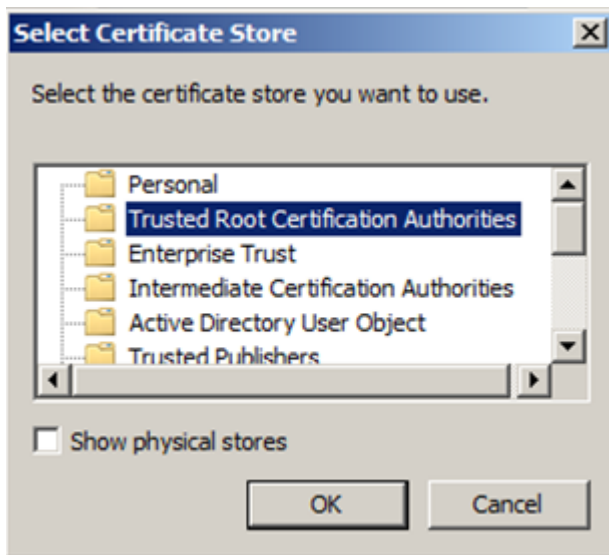 Select Certificate Store
Select the certificate store you want to use.
Personal
Trusted Root Certification Authorities
Enterprise Trust
Intermediate Certification Authorities
Active Directory User Object
Trusted Publishers
Show physical stores
OK
Cancel